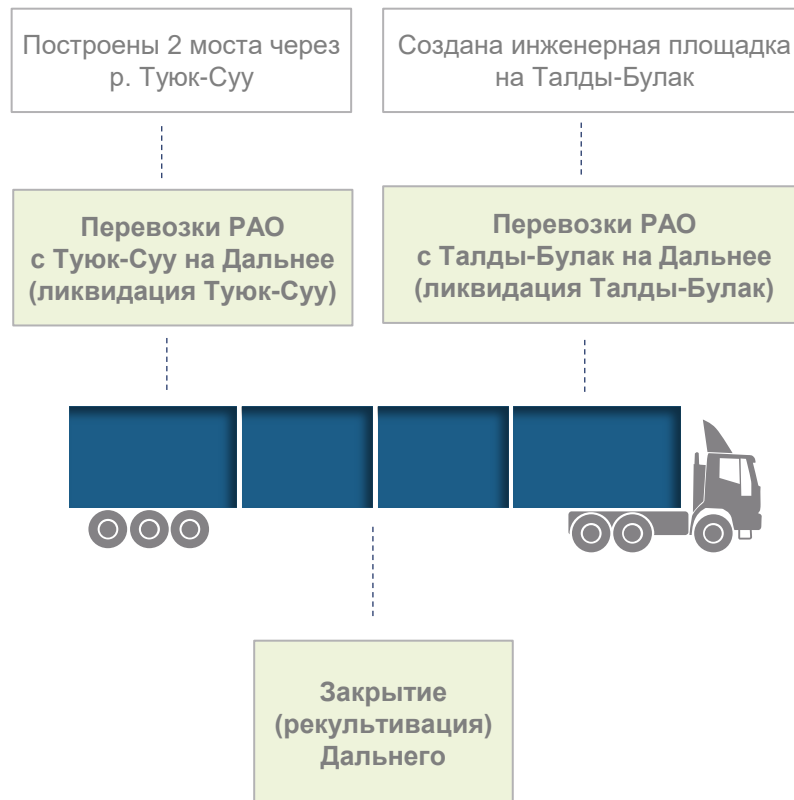 Построены 2 моста через
р. Туюк-Суу
Создана инженерная площадка
на Талды-Булак
Перевозки РАО
с Туюк-Суу на Дальнее
(ликвидация Туюк-Суу)
Перевозки РАО
с Талды-Булак на Дальнее
(ликвидация Талды-Булак)
Закрытие
(рекультивация)
Дальнего